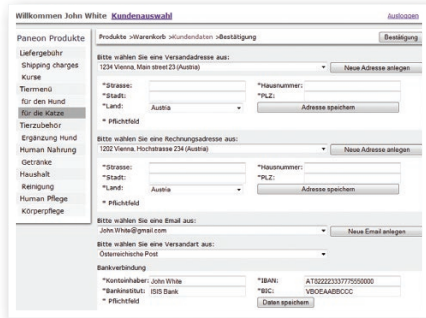 Willkommen John White Kundenauswahl
Ausloggen
Paneon Produkte
Liefergebühr
Shipping charges
Kurse
Tiermenü
für den Hund
für die Katze
Tierzubehör
Ergänzung Hund
Human Nahrung
Getränke
Haushalt
Reinigung
Human Pflege
Körperpflege
Produkte >Warenkorb >Kundendaten >Bestätigung
Bestätigung
Bitte wählen Sie eine Versandadresse aus:
1234 Vienna, Main street 23 (Austria)
Neue Adresse anlegen
*Strasse:
*Hausnummer:
*Stadt:
*PLZ:
*Land:
Austria
Adresse speichern
* Pflichtfeld
Bitte wählen Sie eine Rechnungsadresse aus:
1202 Vienna, Hochstrasse 234 (Austria)
Neue Adresse anlegen
*Strasse:
*Hausnummer:
*Stadt:
*PLZ:
*Land:
Austria
Adresse speichern
* Pflichtfeld
Bitte wählen Sie eine Email aus:
John.White@gmail.com
Neue Email anlegen
Bitte wählen Sie eine Versandart aus:
Österreichische Post
Bankverbindung
*Kontoinhaber: John White
*IBAN:
*Bankinstitut: ISIS Bank
*BIC: VBOEAABBCCC
* Pflichtfeld
Daten speichern